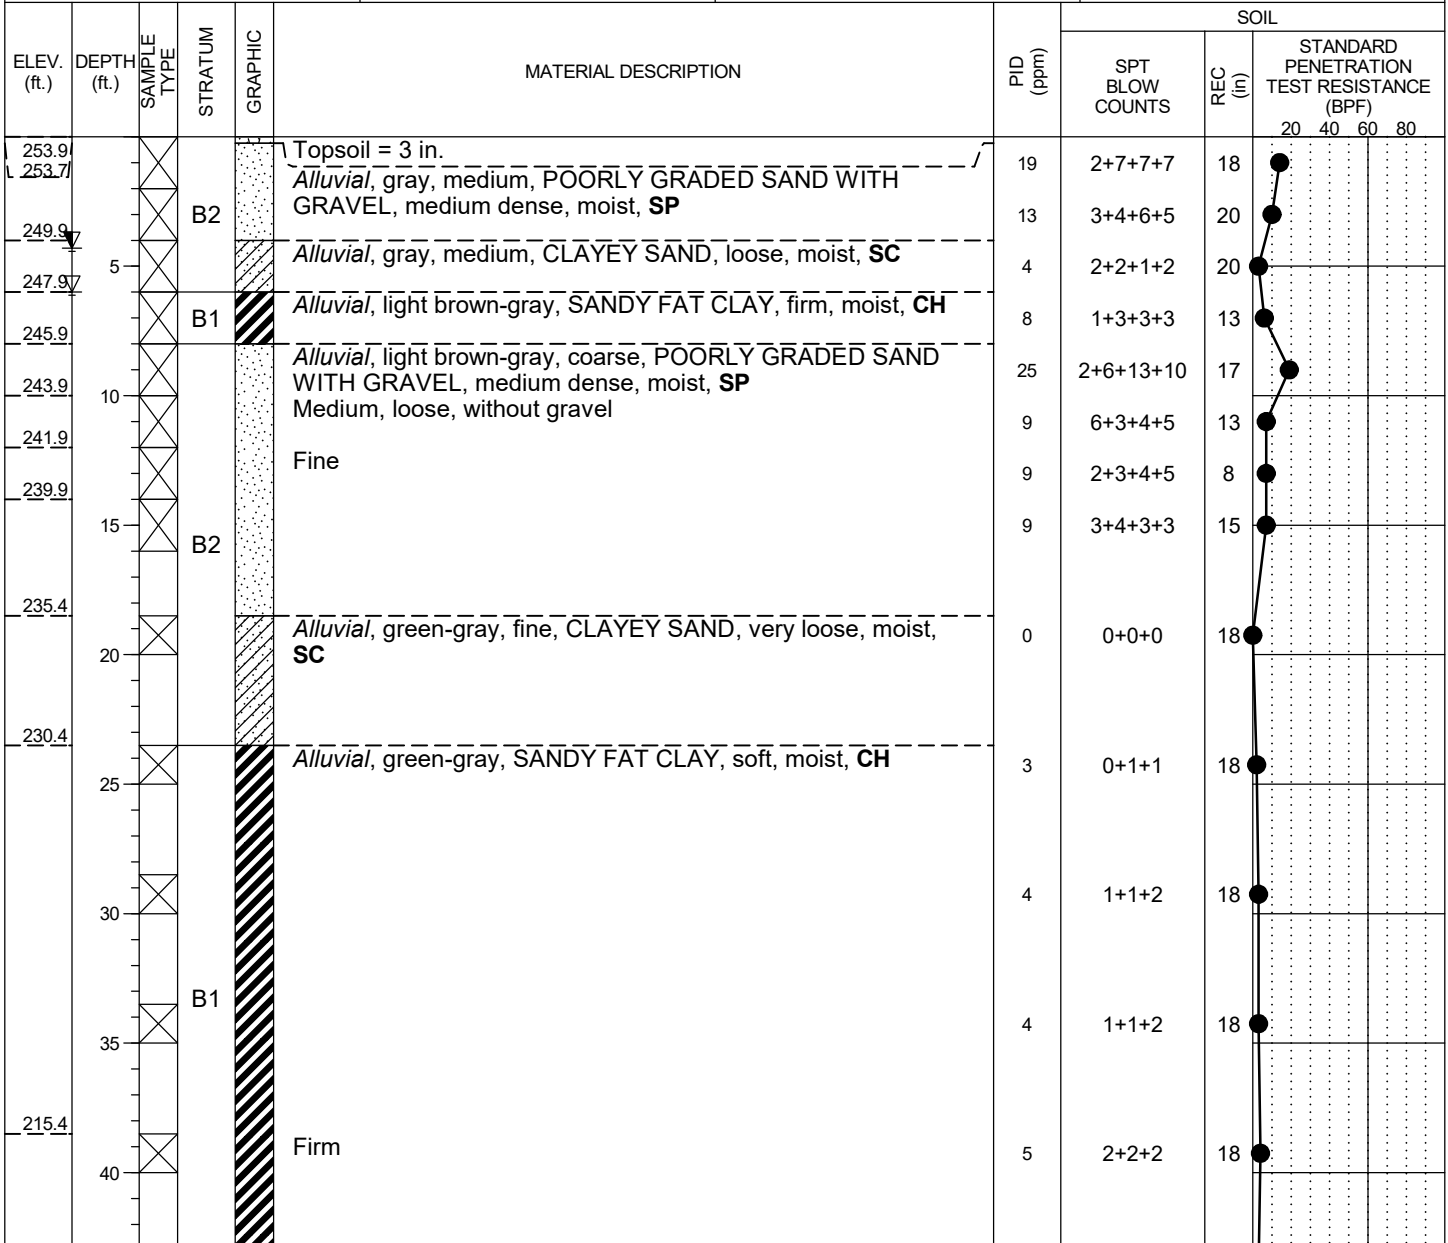 SOIL
ELEV. (ft.)
DEPTH (ft.)
SAMPLE TYPE
STRATUM
GRAPHIC
MATERIAL DESCRIPTION
PID (ppm)
SPT BLOW COUNTS
REC (in)
STANDARD PENETRATION TEST RESISTANCE (BPF)
20 40 60 80
253.9
Topsoil = 3 in.
19 2+7+7+7 18
253.7
Alluvial, gray, medium, POORLY GRADED SAND WITH
GRAVEL, medium dense, moist, SP
B2
13 3+4+6+5 20
249.9
Alluvial, gray, medium, CLAYEY SAND, loose, moist, SC
5
4 2+2+1+2 20
247.9
Alluvial, light brown-gray, SANDY FAT CLAY, firm, moist, CH
B1
8 1+3+3+3 13
245.9
Alluvial, light brown-gray, coarse, POORLY GRADED SAND
WITH GRAVEL, medium dense, moist, SP
25 2+6+13+10 17
243.9
10
Medium, loose, without gravel
9 6+3+4+5 13
241.9
Fine
9 2+3+4+5 8
239.9
15
9 3+4+3+3 15
B2
235.4
Alluvial, green-gray, fine, CLAYEY SAND, very loose, moist,
SC
0 0+0+0 18
20
230.4
Alluvial, green-gray, SANDY FAT CLAY, soft, moist, CH
3 0+1+1 18
25
4 1+1+2 18
30
B1
4 1+1+2 18
35
215.4
Firm
5 2+2+2 18
40